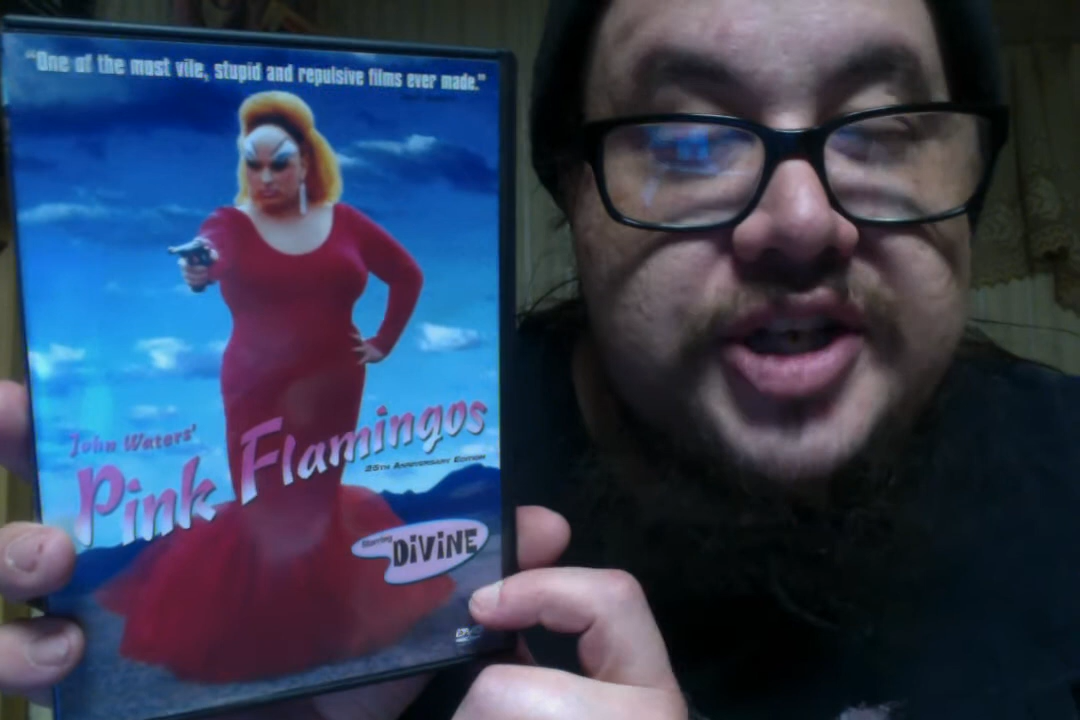 "One of the most vile, stupid and repulsive films ever made."
John Waters'
Pink Flamingos
25th Anniversary Edition
Starring
DiViNE
DVD